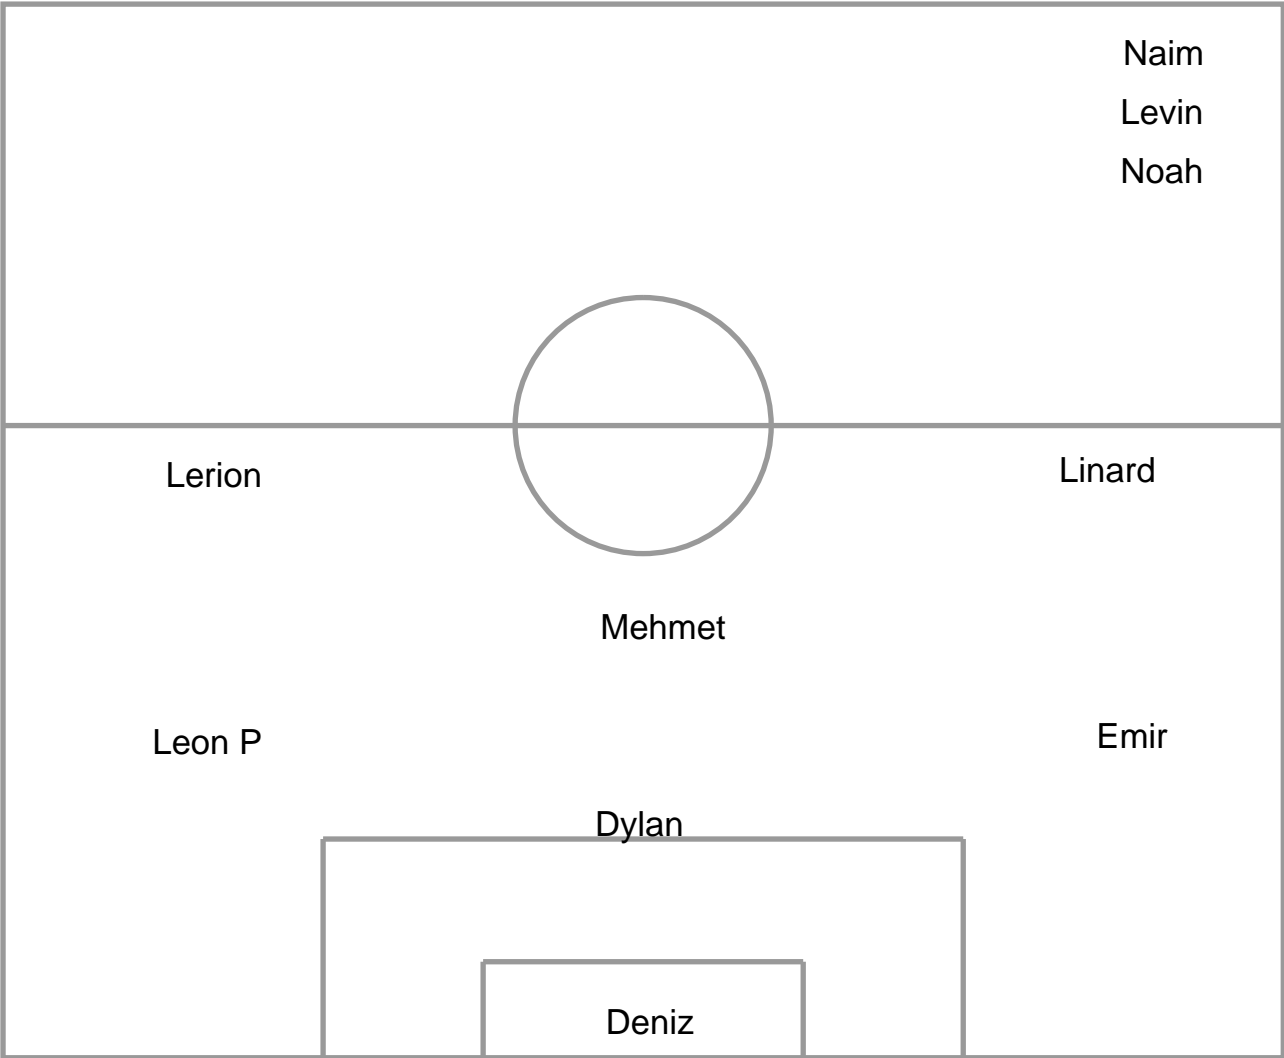 Naim
Levin
Noah
Lerion
Linard
Mehmet
Leon P
Emir
Dylan
Deniz